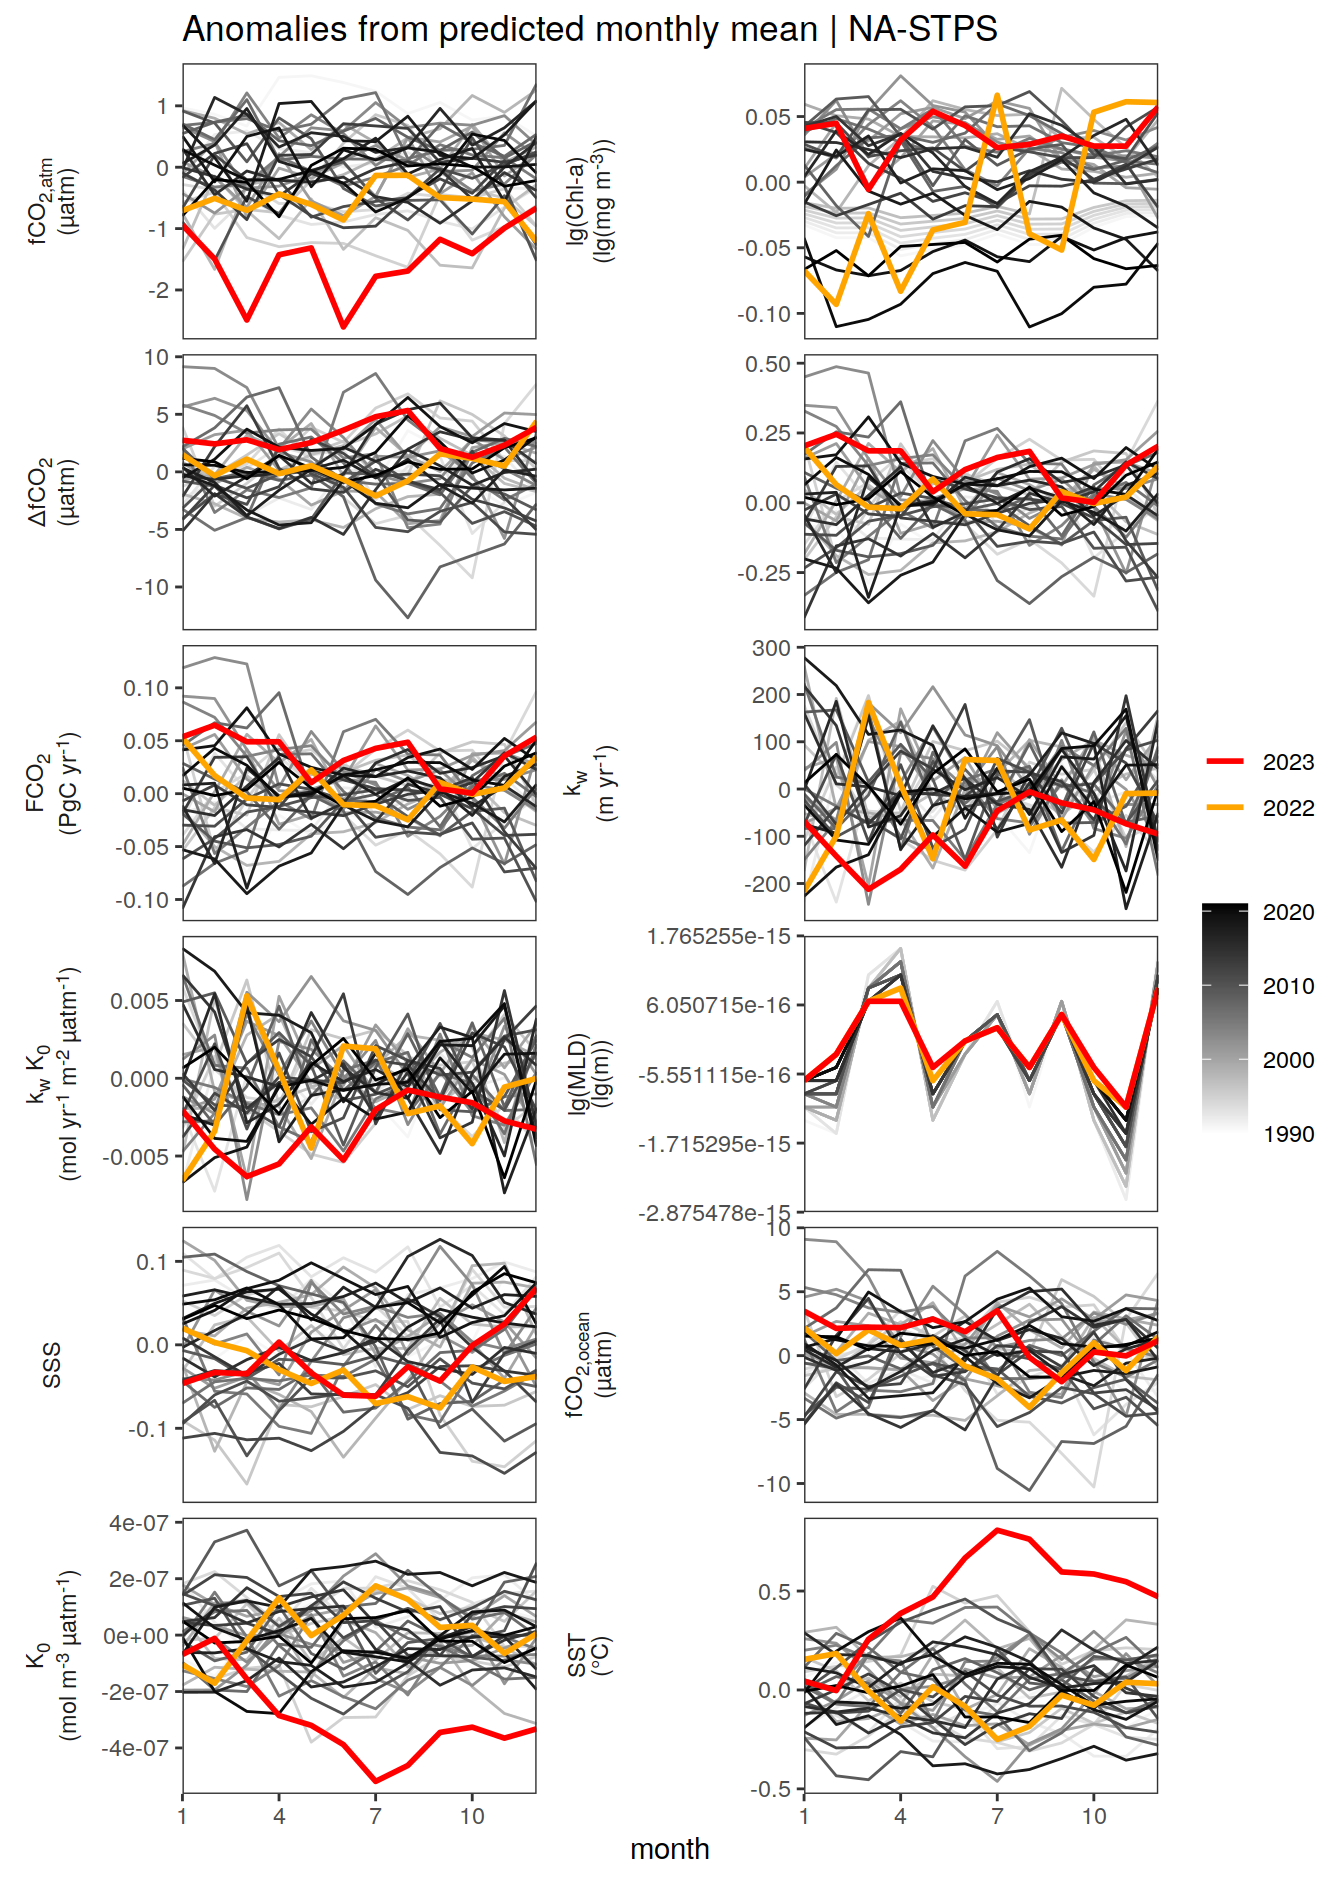 Anomalies from predicted monthly mean | NA-STPS
fCO2,atm
(µatm)
1
0
-1
-2
lg(Chl-a)
(lg(mg m-3))
0.05
0.00
-0.05
-0.10
ΔfCO2
(µatm)
10
5
0
-5
-10
0.50
0.25
0.00
-0.25
FCO2
(PgC yr-1)
0.10
0.05
0.00
-0.05
-0.10
kw
(m yr-1)
300
200
100
0
-100
-200
kw K0
(mol yr-1 m-2 µatm-1)
0.005
0.000
-0.005
lg(MLD)
(lg(m))
1.765255e-15
6.050715e-16
-5.551115e-16
-1.715295e-15
-2.875478e-15
SSS
0.1
0.0
-0.1
fCO2,ocean
(µatm)
10
5
0
-5
-10
K0
(mol m-3 µatm-1)
4e-07
2e-07
0e+00
-2e-07
-4e-07
SST
(°C)
0.5
0.0
-0.5
1 4 7 10
1 4 7 10
month
2023
2022
2020
2010
2000
1990